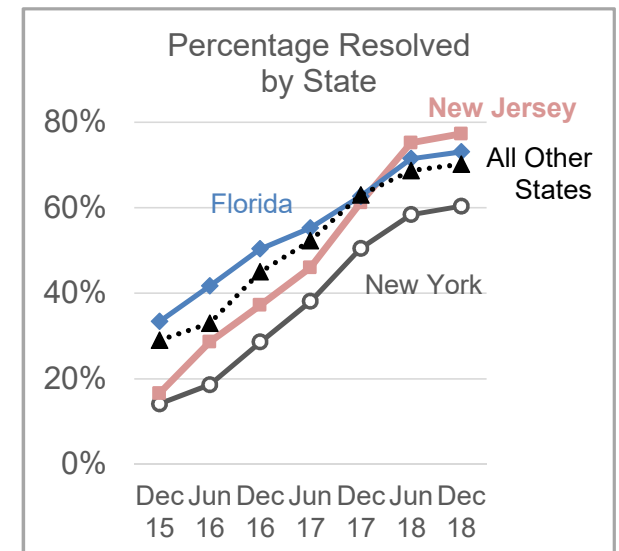 Percentage Resolved
by State
New Jersey
80%
All Other
States
60%
Florida
40%
New York
20%
0%
Dec Jun Dec Jun Dec Jun Dec
15 16 16 17 17 18 18